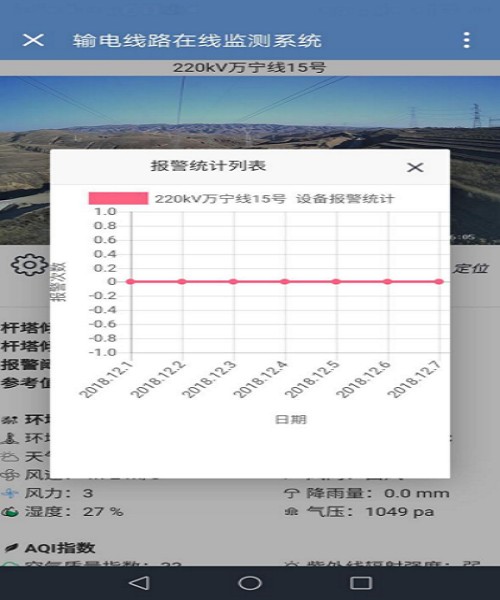 输电线路在线监测系统
220kV万宁线15号
报警统计列表
220kV万宁线15号 设备报警统计
1.0
0.8
0.6
0.4
0.2
0
-0.2
-0.4
-0.6
-0.8
-1.0
报警次数
2018.12.1
2018.12.2
2018.12.3
2018.12.4
2018.12.5
2018.12.6
2018.12.7
日期
6:05
定位
杆塔
杆塔
报警
参考值
环
环
天
风速
风力：3
降雨量：0.0 mm
湿度：27 %
气压：1049 pa
AQI指数
空气质量指数：
紫外线辐射强度：弱